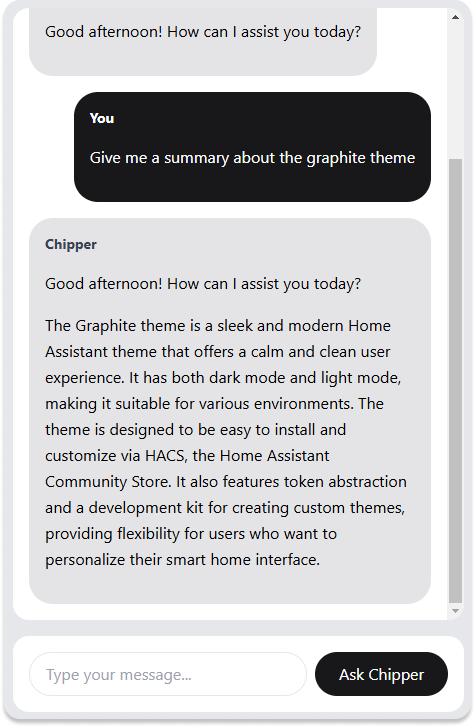 Good afternoon! How can I assist you today?
You
Give me a summary about the graphite theme
Chipper
Good afternoon! How can I assist you today?
The Graphite theme is a sleek and modern Home
Assistant theme that offers a calm and clean user
experience. It has both dark mode and light mode,
making it suitable for various environments. The
theme is designed to be easy to install and
customize via HACS, the Home Assistant
Community Store. It also features token abstraction
and a development kit for creating custom themes,
providing flexibility for users who want to
personalize their smart home interface.
Type your message...
Ask Chipper